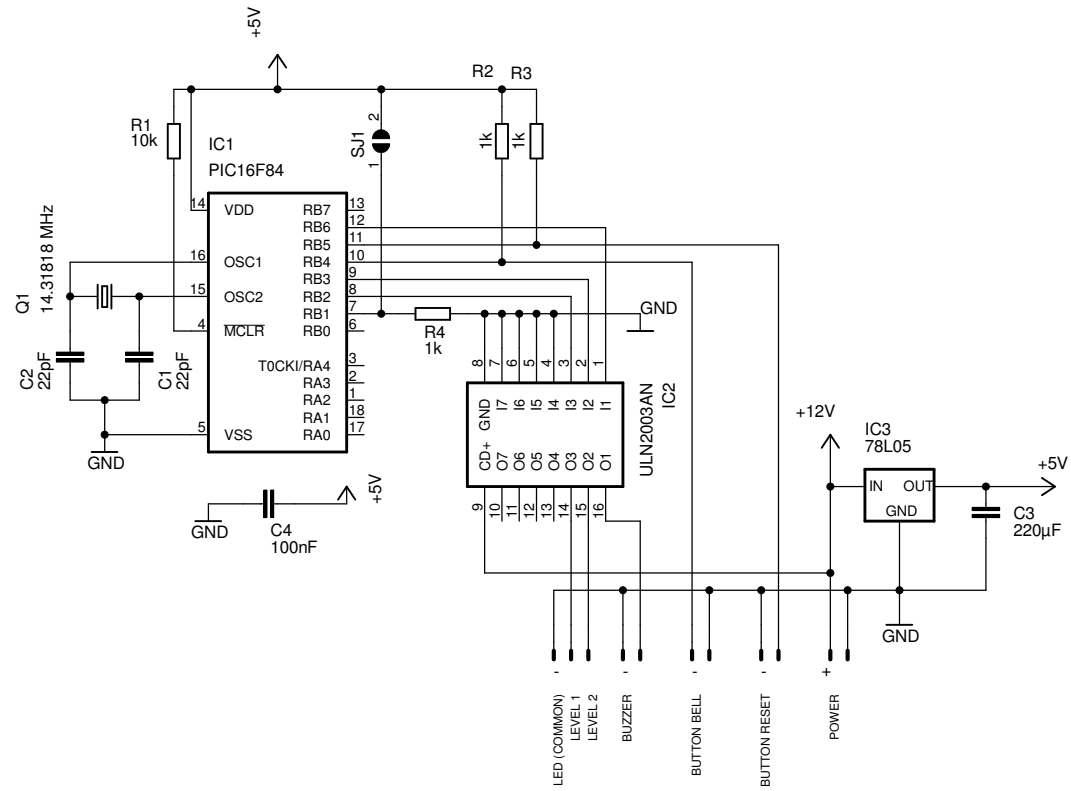 +5V
R2 R3
R1
10k
IC1
PIC16F84
SJ1
2
1
1k
1k
Q1
14.31818 MHz
14 VDD
16 OSC1
15 OSC2
4 MCLR
5 VSS
RB7 13
RB6 12
RB5 11
RB4 10
RB3 9
RB2 8
RB1 7
RB0 6
T0CKI/RA4 3
RA3 2
RA2 1
RA1 18
RA0 17
C2
22pF
C1
22pF
GND
R4
1k
GND
8 7 6 5 4 3 2 1
GND I7 I6 I5 I4 I3 I2 I1
CD+ O7 O6 O5 O4 O3 O2 O1
9 10 11 12 13 14 15 16
IC2
ULN2003AN
GND
C4
100nF
+5V
+12V
IC3
78L05
IN OUT
GND
+5V
C3
220µF
GND
- - - - +
LED (COMMON)
LEVEL 1
LEVEL 2
BUZZER
BUTTON BELL
BUTTON RESET
POWER